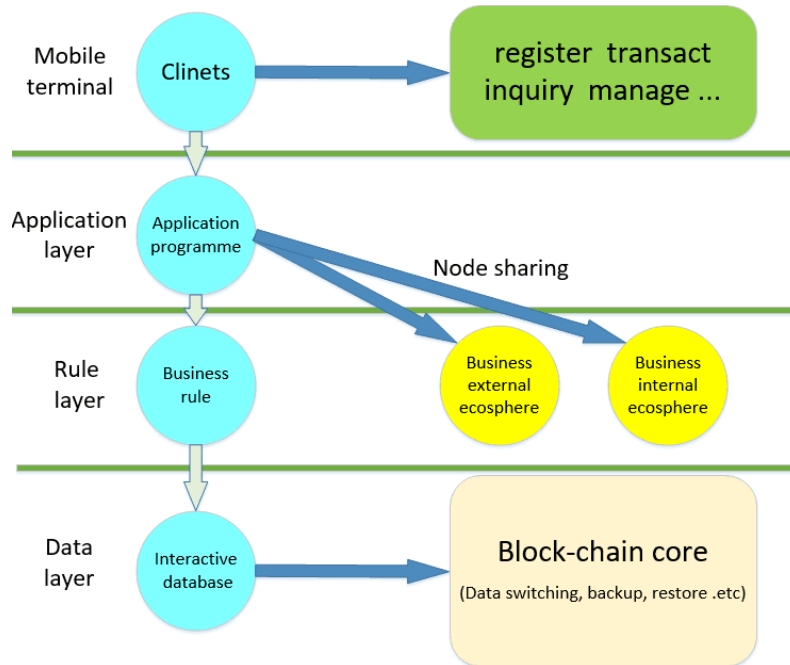 Mobile
terminal
Clinets
register transact
inquiry manage ...
Application
layer
Application
programme
Node sharing
Rule
layer
Business
rule
Business
external
ecosphere
Business
internal
ecosphere
Data
layer
Interactive
database
Block-chain core
(Data switching, backup, restore .etc)